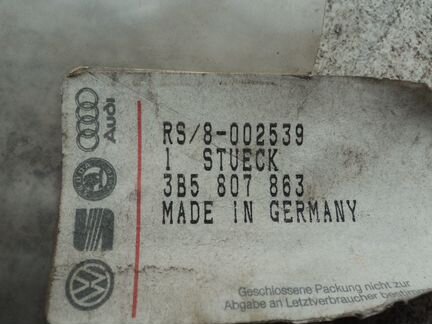 Audi
RS/8-002539
1 STUECK
3B5 807 863
MADE IN GERMANY
Geschlossene Packung nicht zur
Abgabe an Letztverbraucher